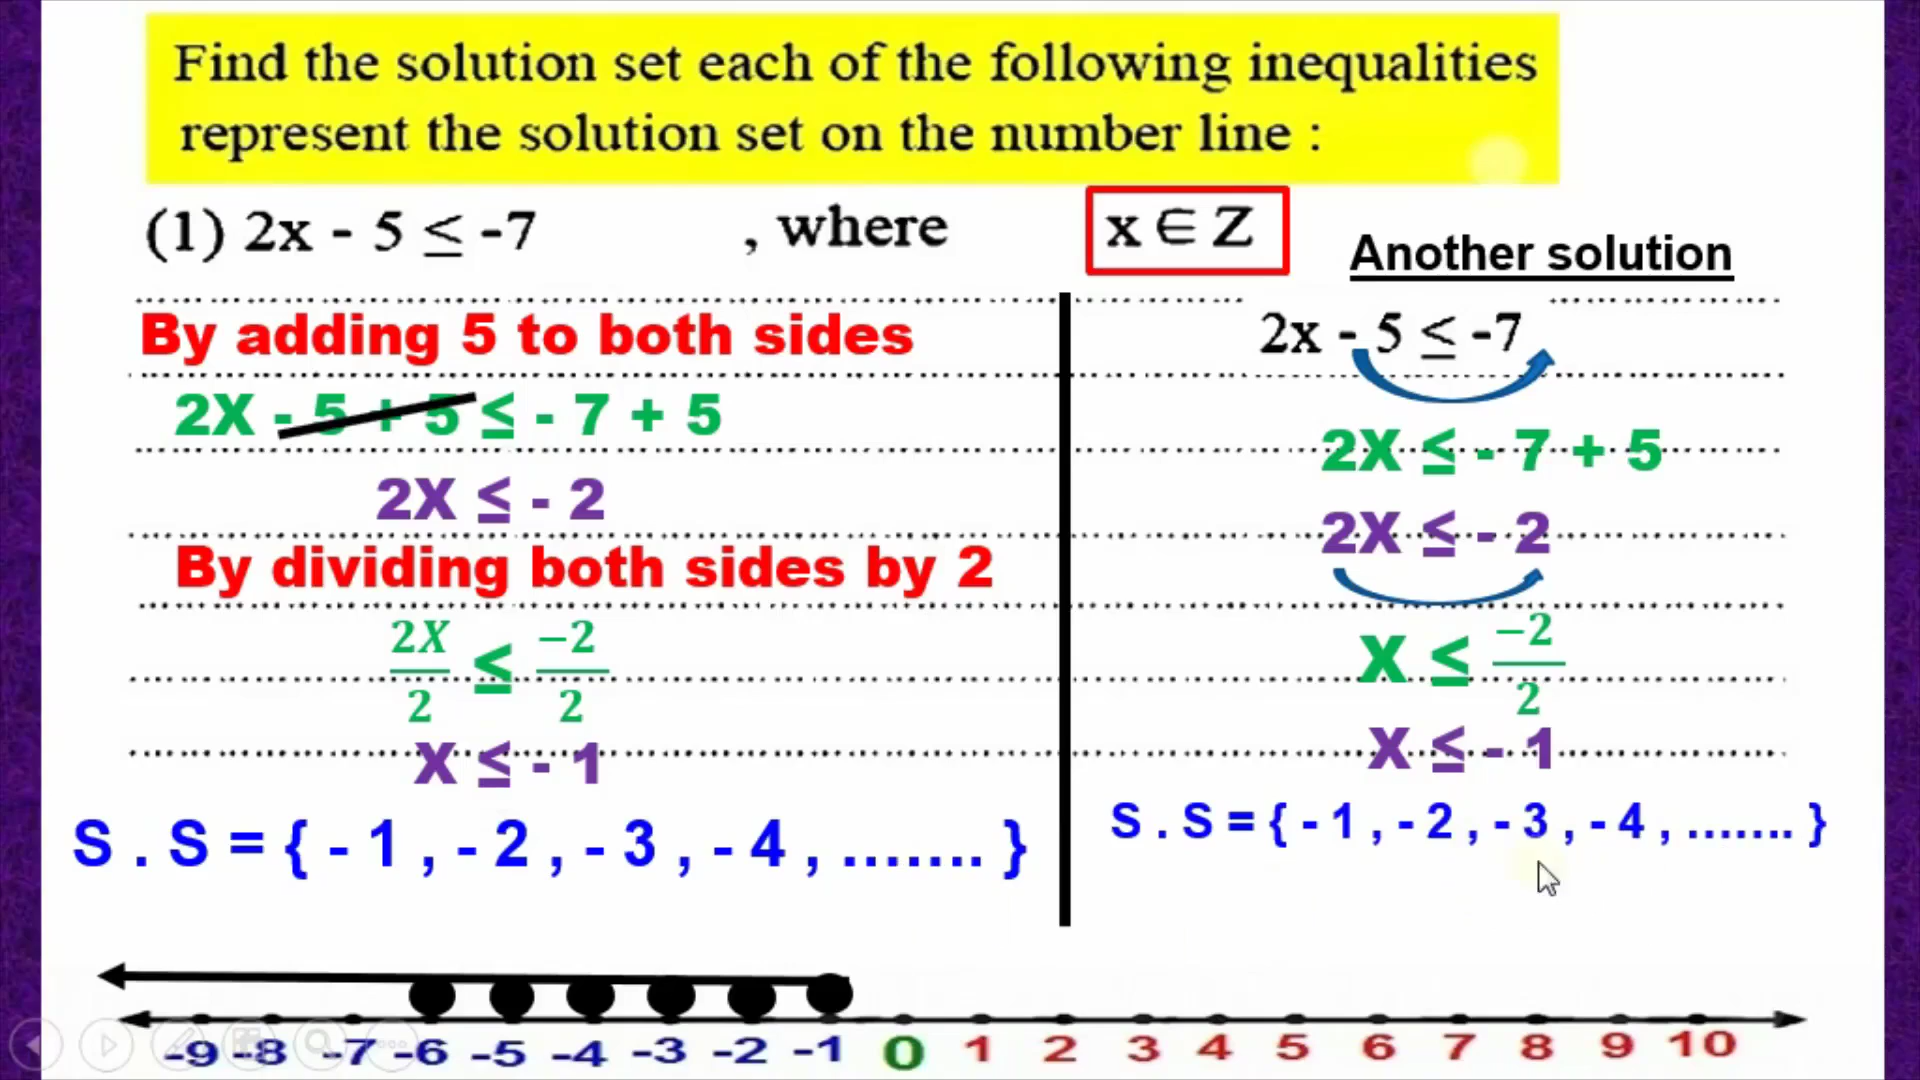 Find the solution set each of the following inequalities
represent the solution set on the number line :
(1) 2x - 5 ≤ -7 , where x ∈ Z
By adding 5 to both sides
2X - 5 + 5 ≤ - 7 + 5
2X ≤ - 2
By dividing both sides by 2
2X/2 ≤ −2/2
X ≤ - 1
S . S = { - 1 , - 2 , - 3 , - 4 , ....... }
Another solution
2x - 5 ≤ -7
2X ≤ - 7 + 5
2X ≤ - 2
X ≤ −2/2
X ≤ - 1
S . S = { - 1 , - 2 , - 3 , - 4 , ....... }
-9 -8 -7 -6 -5 -4 -3 -2 -1 0 1 2 3 4 5 6 7 8 9 10